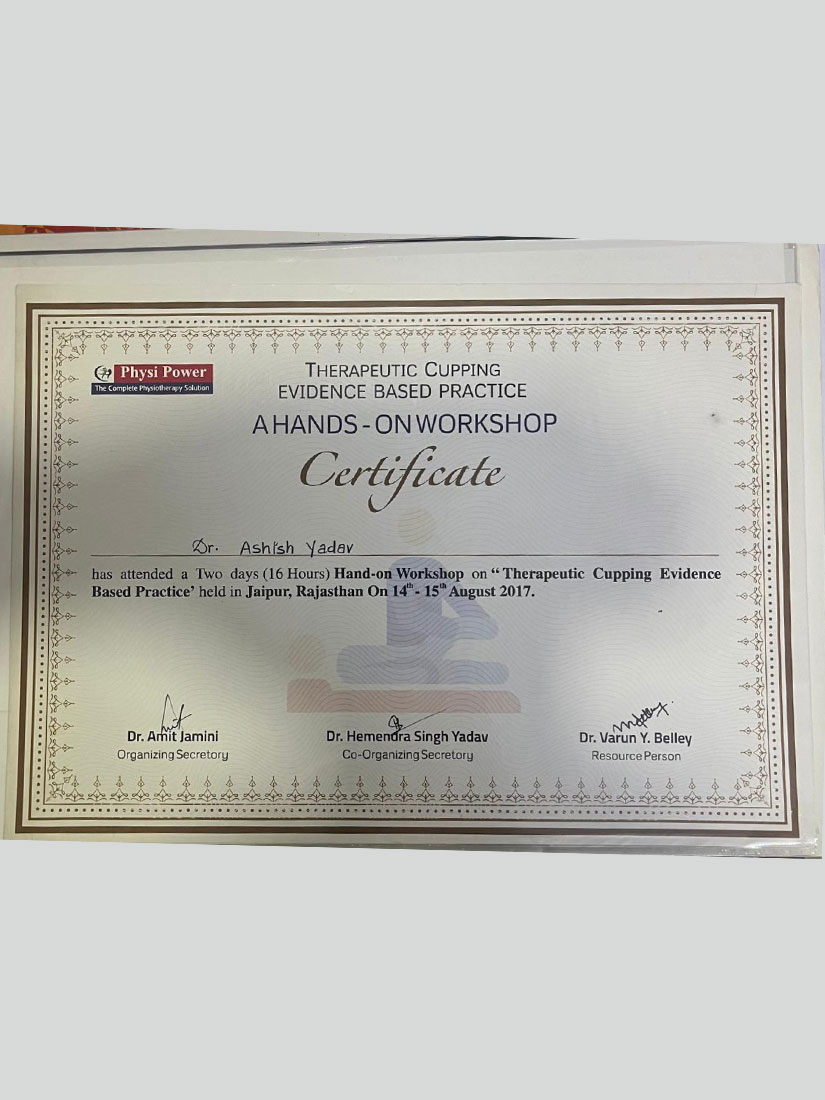 Physi Power
The Complete Physiotherapy Solution
THERAPEUTIC CUPPING
EVIDENCE BASED PRACTICE
A HANDS - ON WORKSHOP
Certificate
Dr. Ashish Yadav
has attended a Two days (16 Hours) Hand-on Workshop on “ Therapeutic Cupping Evidence
Based Practice’ held in Jaipur, Rajasthan On 14th - 15th August 2017.
Dr. Amit Jamini
Organizing Secretary
Dr. Hemendra Singh Yadav
Co-Organizing Secretary
Dr. Varun Y. Belley
Resource Person